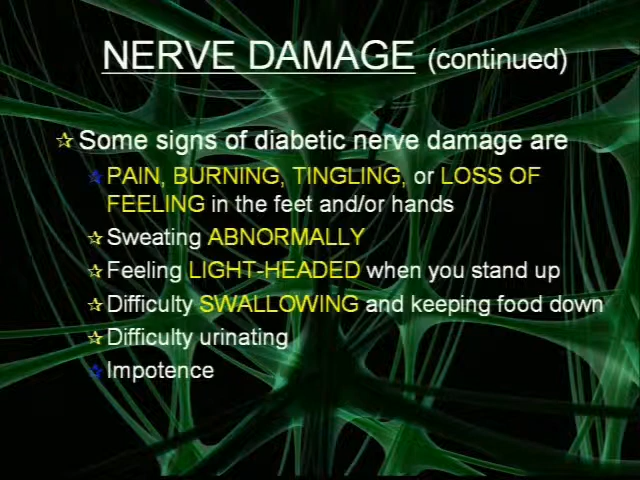 NERVE DAMAGE (continued)
Some signs of diabetic nerve damage are
PAIN, BURNING, TINGLING, or LOSS OF
FEELING in the feet and/or hands
Sweating ABNORMALLY
Feeling LIGHT-HEADED when you stand up
Difficulty SWALLOWING and keeping food down
Difficulty urinating
Impotence